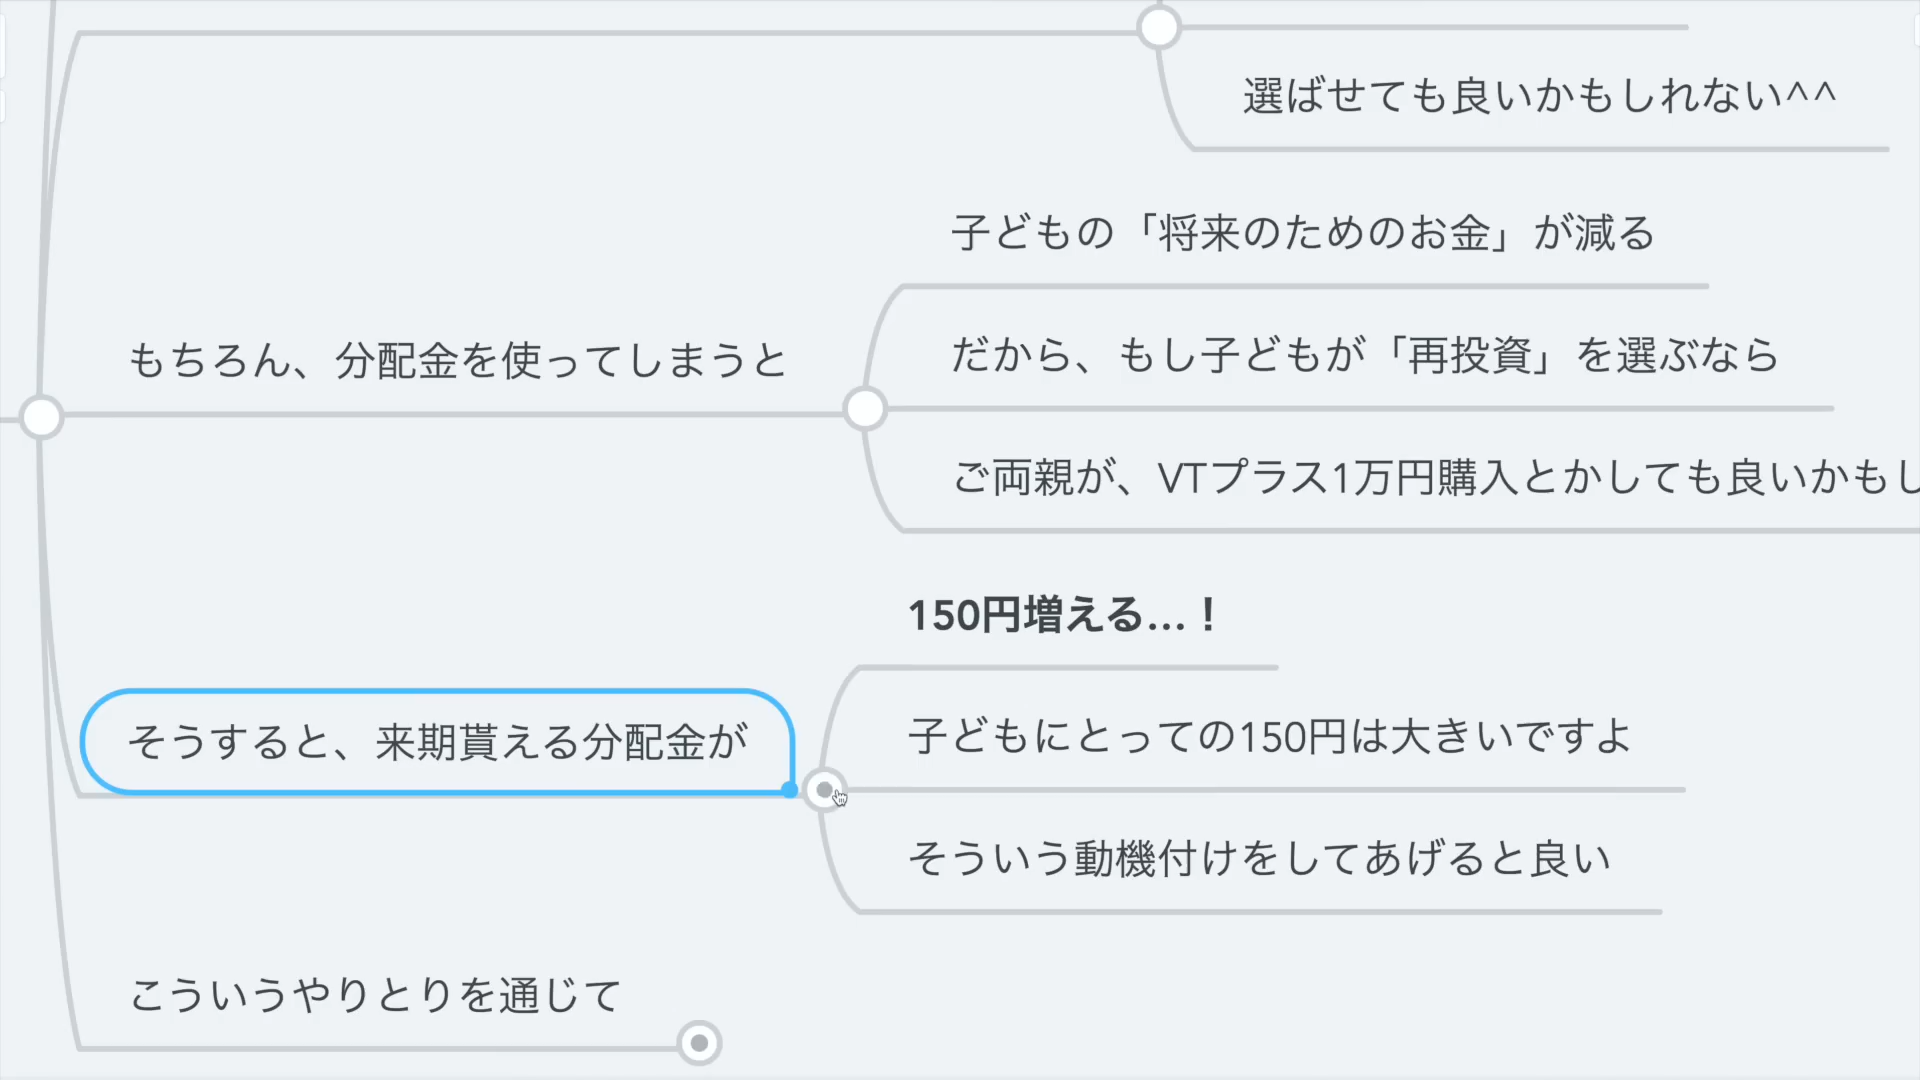 選ばせても良いかもしれない^^
もちろん、分配金を使ってしまうと
子どもの「将来のためのお金」が減る
だから、もし子どもが「再投資」を選ぶなら
ご両親が、VTプラス1万円購入とかしても良いかもし
そうすると、来期貰える分配金が
150円増える…！
子どもにとっての150円は大きいですよ
そういう動機付けをしてあげると良い
こういうやりとりを通じて